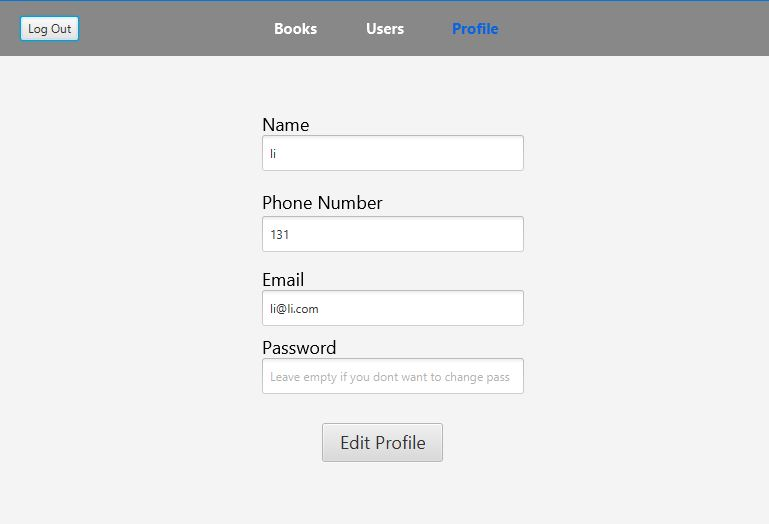 Log Out
Books
Users
Profile
Name
li
Phone Number
131
Email
li@li.com
Password
Leave empty if you dont want to change pass
Edit Profile